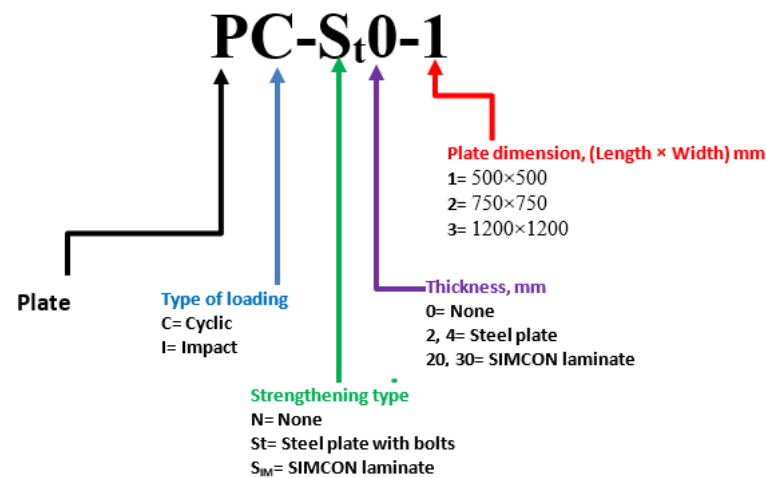 PC-St0-1
Plate dimension, (Length × Width) mm
1= 500×500
2= 750×750
3= 1200×1200
Plate
Type of loading
C= Cyclic
I= Impact
Thickness, mm
0= None
2, 4= Steel plate
20, 30= SIMCON laminate
Strengthening type
N= None
St= Steel plate with bolts
SIM= SIMCON laminate